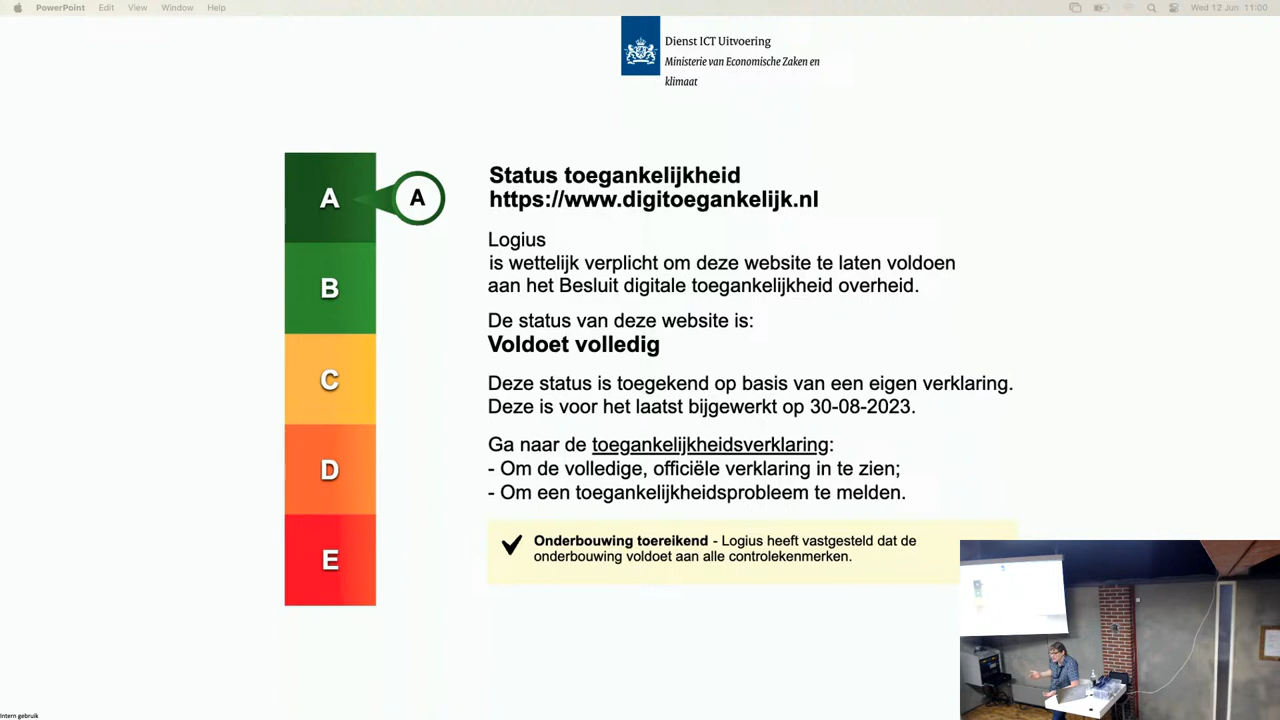 PowerPoint Edit View Window Help Wed 12 Jun 11:00
Dienst ICT Uitvoering
Ministerie van Economische Zaken en
klimaat
A
A
B
C
D
E
Status toegankelijkheid
https://www.digitoegankelijk.nl
Logius
is wettelijk verplicht om deze website te laten voldoen
aan het Besluit digitale toegankelijkheid overheid.
De status van deze website is:
Voldoet volledig
Deze status is toegekend op basis van een eigen verklaring.
Deze is voor het laatst bijgewerkt op 30-08-2023.
Ga naar de toegankelijkheidsverklaring:
- Om de volledige, officiële verklaring in te zien;
- Om een toegankelijkheidsprobleem te melden.
Onderbouwing toereikend - Logius heeft vastgesteld dat de
onderbouwing voldoet aan alle controlekenmerken.
Intern gebruik